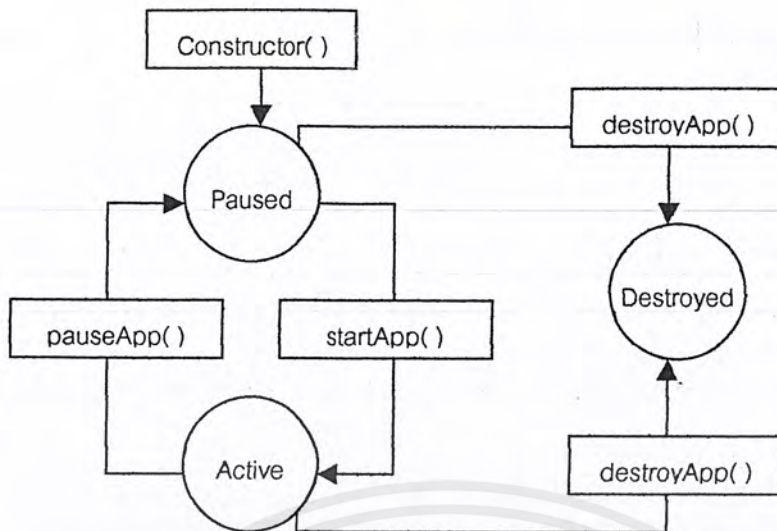 Constructor( )
destroyApp( )
Paused
Destroyed
pauseApp( )
startApp( )
Active
destroyApp( )